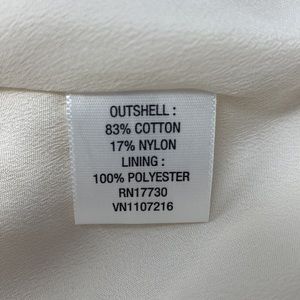 OUTSHELL :
83% COTTON
17% NYLON
LINING :
100% POLYESTER
RN17730
VN1107216